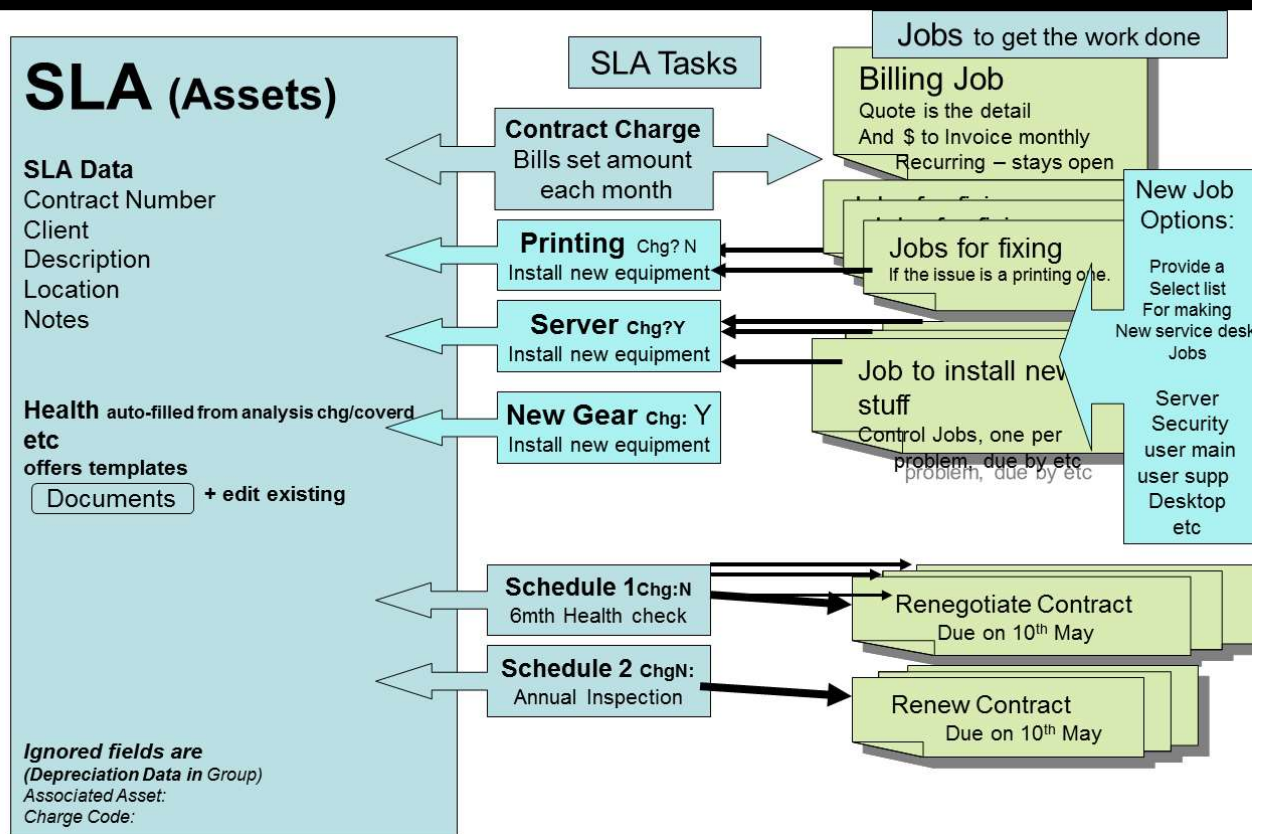 Jobs to get the work done
SLA (Assets)
SLA Data
Contract Number
Client
Description
Location
Notes
Health auto-filled from analysis chg/coverd
etc
offers templates
Documents + edit existing
Ignored fields are
(Depreciation Data in Group)
Associated Asset:
Charge Code:
SLA Tasks
Contract Charge
Bills set amount
each month
Printing Chg? N
Install new equipment
Server Chg?Y
Install new equipment
New Gear Chg: Y
Install new equipment
Schedule 1Chg:N
6mth Health check
Schedule 2 ChgN:
Annual Inspection
Billing Job
Quote is the detail
And $ to Invoice monthly
Recurring – stays open
Jobs for fixing
If the issue is a printing one.
Job to install new
stuff
Control Jobs, one per
problem, due by etc
problem, due by etc
Renegotiate Contract
Due on 10th May
Renew Contract
Due on 10th May
New Job
Options:
Provide a
Select list
For making
New service desk
Jobs
Server
Security
user main
user supp
Desktop
etc